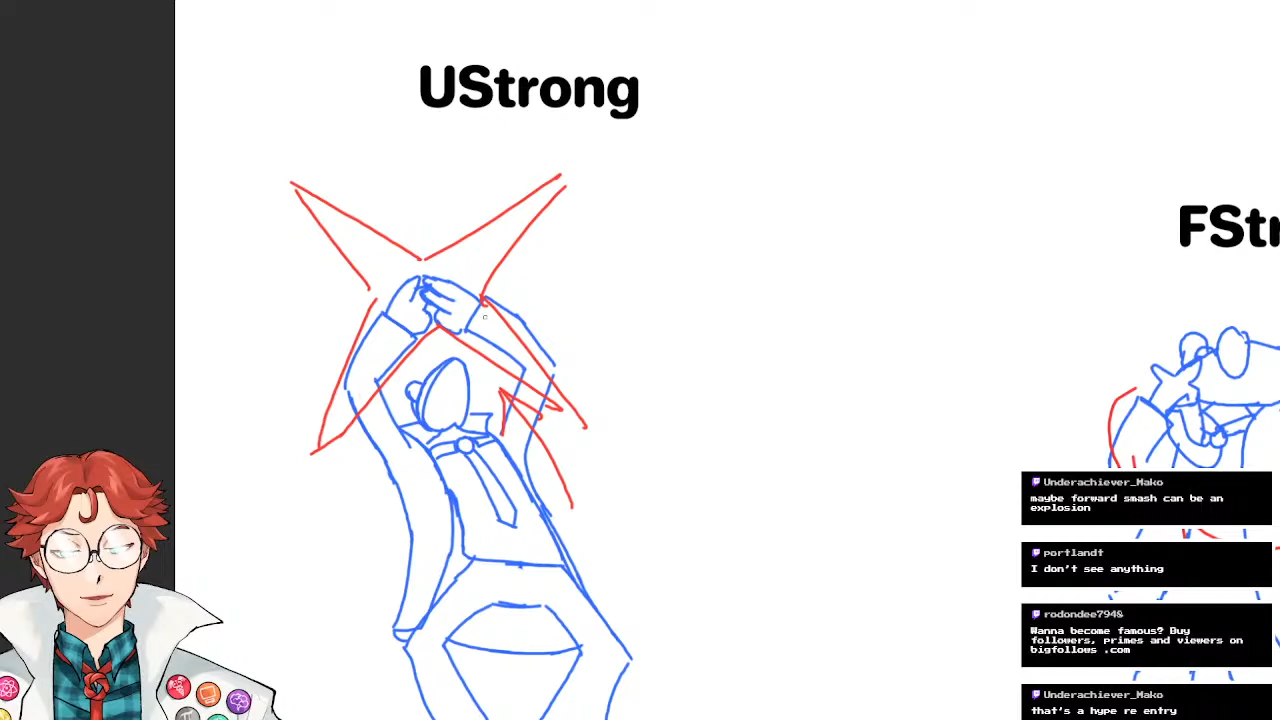 UStrong
FStr
Underachiever_Mako
maybe forward smash can be an
explosion
portlandt
I don't see anything
rodondee7948
Wanna become famous? Buy
followers, primes and viewers on
bigfollows .com
Underachiever_Mako
that's a hype re entry